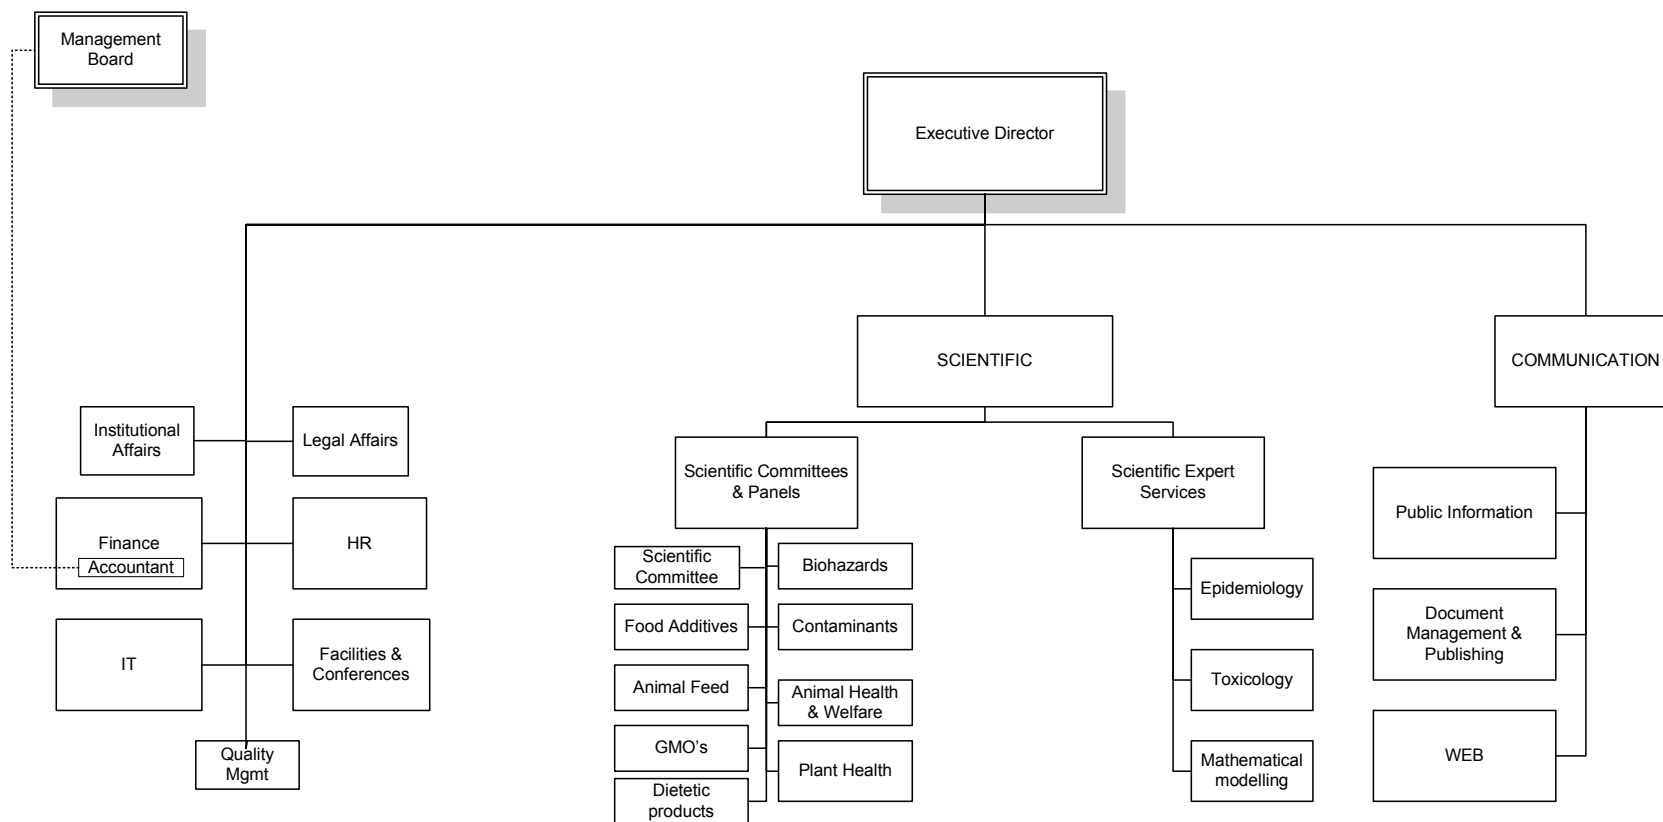 Management
Board
Executive Director
SCIENTIFIC
COMMUNICATION
Institutional
Affairs
Legal Affairs
Finance
Accountant
HR
IT
Facilities &
Conferences
Quality
Mgmt
Scientific Committees
& Panels
Scientific
Committee
Biohazards
Food Additives
Contaminants
Animal Feed
Animal Health
& Welfare
GMO's
Plant Health
Dietetic
products
Scientific Expert
Services
Epidemiology
Toxicology
Mathematical
modelling
Public Information
Document
Management &
Publishing
WEB